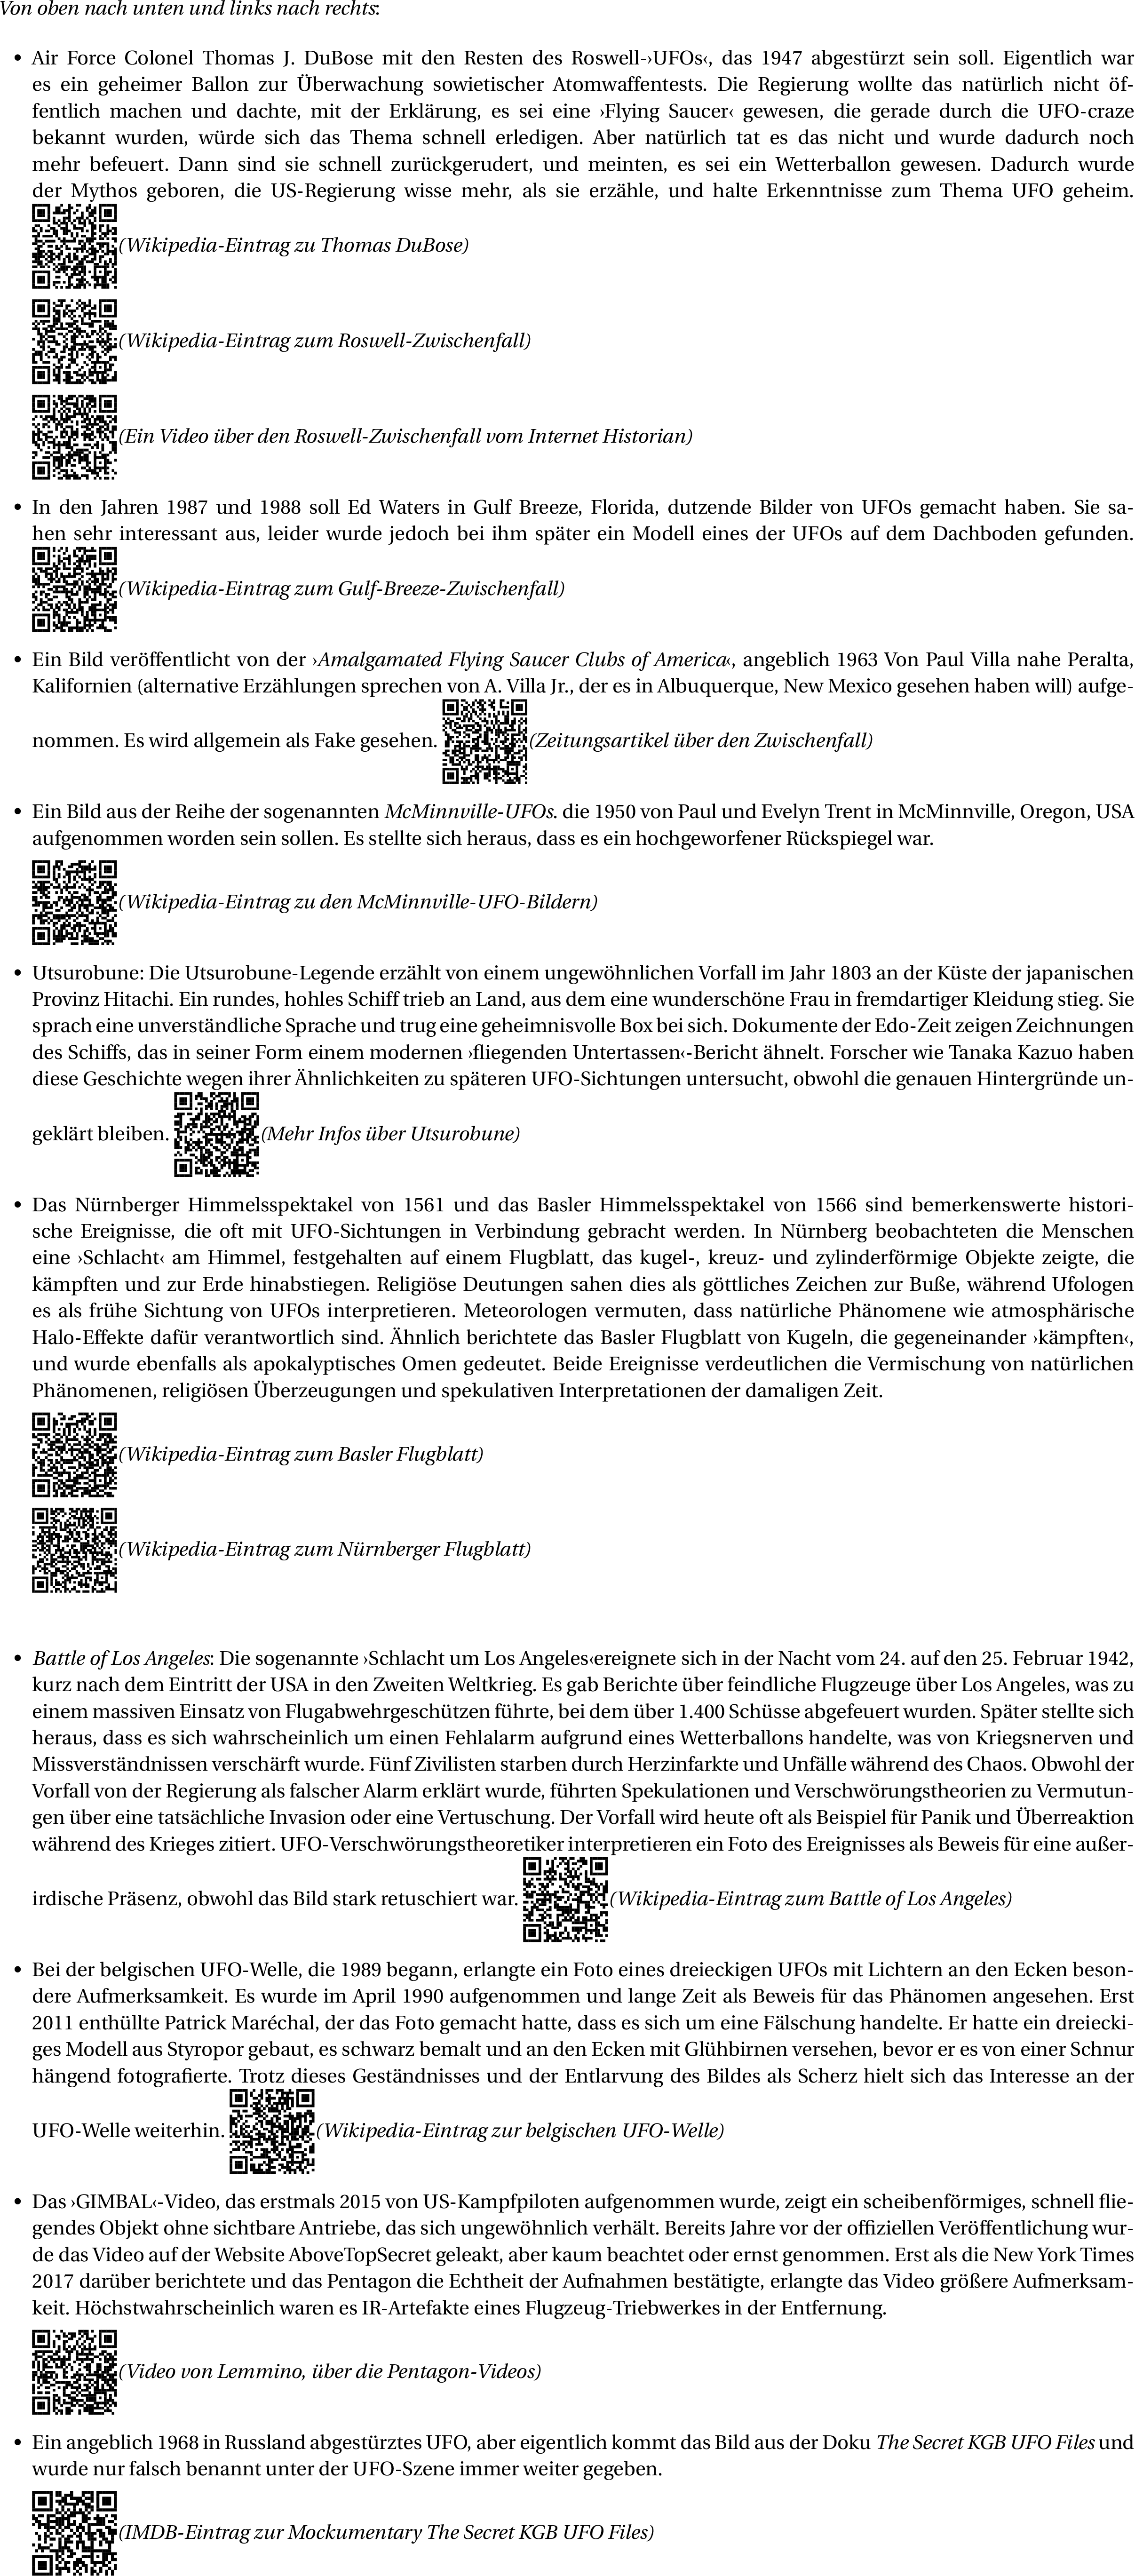 Von oben nach unten und links nach rechts:
• Air Force Colonel Thomas J. DuBose mit den Resten des Roswell-›UFOs‹, das 1947 abgestürzt sein soll. Eigentlich war
es ein geheimer Ballon zur Überwachung sowietischer Atomwaffentests. Die Regierung wollte das natürlich nicht öf-
fentlich machen und dachte, mit der Erklärung, es sei eine ›Flying Saucer‹ gewesen, die gerade durch die UFO-craze
bekannt wurden, würde sich das Thema schnell erledigen. Aber natürlich tat es das nicht und wurde dadurch noch
mehr befeuert. Dann sind sie schnell zurückgerudert, und meinten, es sei ein Wetterballon gewesen. Dadurch wurde
der Mythos geboren, die US-Regierung wisse mehr, als sie erzähle, und halte Erkenntnisse zum Thema UFO geheim.
(Wikipedia-Eintrag zu Thomas DuBose)
(Wikipedia-Eintrag zum Roswell-Zwischenfall)
(Ein Video über den Roswell-Zwischenfall vom Internet Historian)
• In den Jahren 1987 und 1988 soll Ed Waters in Gulf Breeze, Florida, dutzende Bilder von UFOs gemacht haben. Sie sa-
hen sehr interessant aus, leider wurde jedoch bei ihm später ein Modell eines der UFOs auf dem Dachboden gefunden.
(Wikipedia-Eintrag zum Gulf-Breeze-Zwischenfall)
• Ein Bild veröffentlicht von der ›Amalgamated Flying Saucer Clubs of America‹, angeblich 1963 Von Paul Villa nahe Peralta,
Kalifornien (alternative Erzählungen sprechen von A. Villa Jr., der es in Albuquerque, New Mexico gesehen haben will) aufge-
nommen. Es wird allgemein als Fake gesehen. (Zeitungsartikel über den Zwischenfall)
• Ein Bild aus der Reihe der sogenannten McMinnville-UFOs. die 1950 von Paul und Evelyn Trent in McMinnville, Oregon, USA
aufgenommen worden sein sollen. Es stellte sich heraus, dass es ein hochgeworfener Rückspiegel war.
(Wikipedia-Eintrag zu den McMinnville-UFO-Bildern)
• Utsurobune: Die Utsurobune-Legende erzählt von einem ungewöhnlichen Vorfall im Jahr 1803 an der Küste der japanischen
Provinz Hitachi. Ein rundes, hohles Schiff trieb an Land, aus dem eine wunderschöne Frau in fremdartiger Kleidung stieg. Sie
sprach eine unverständliche Sprache und trug eine geheimnisvolle Box bei sich. Dokumente der Edo-Zeit zeigen Zeichnungen
des Schiffs, das in seiner Form einem modernen ›fliegenden Untertassen‹-Bericht ähnelt. Forscher wie Tanaka Kazuo haben
diese Geschichte wegen ihrer Ähnlichkeiten zu späteren UFO-Sichtungen untersucht, obwohl die genauen Hintergründe un-
geklärt bleiben. (Mehr Infos über Utsurobune)
• Das Nürnberger Himmelsspektakel von 1561 und das Basler Himmelsspektakel von 1566 sind bemerkenswerte histori-
sche Ereignisse, die oft mit UFO-Sichtungen in Verbindung gebracht werden. In Nürnberg beobachteten die Menschen
eine ›Schlacht‹ am Himmel, festgehalten auf einem Flugblatt, das kugel-, kreuz- und zylinderförmige Objekte zeigte, die
kämpften und zur Erde hinabstiegen. Religiöse Deutungen sahen dies als göttliches Zeichen zur Buße, während Ufologen
es als frühe Sichtung von UFOs interpretieren. Meteorologen vermuten, dass natürliche Phänomene wie atmosphärische
Halo-Effekte dafür verantwortlich sind. Ähnlich berichtete das Basler Flugblatt von Kugeln, die gegeneinander ›kämpften‹,
und wurde ebenfalls als apokalyptisches Omen gedeutet. Beide Ereignisse verdeutlichen die Vermischung von natürlichen
Phänomenen, religiösen Überzeugungen und spekulativen Interpretationen der damaligen Zeit.
(Wikipedia-Eintrag zum Basler Flugblatt)
(Wikipedia-Eintrag zum Nürnberger Flugblatt)
• Battle of Los Angeles: Die sogenannte ›Schlacht um Los Angeles‹ereignete sich in der Nacht vom 24. auf den 25. Februar 1942,
kurz nach dem Eintritt der USA in den Zweiten Weltkrieg. Es gab Berichte über feindliche Flugzeuge über Los Angeles, was zu
einem massiven Einsatz von Flugabwehrgeschützen führte, bei dem über 1.400 Schüsse abgefeuert wurden. Später stellte sich
heraus, dass es sich wahrscheinlich um einen Fehlalarm aufgrund eines Wetterballons handelte, was von Kriegsnerven und
Missverständnissen verschärft wurde. Fünf Zivilisten starben durch Herzinfarkte und Unfälle während des Chaos. Obwohl der
Vorfall von der Regierung als falscher Alarm erklärt wurde, führten Spekulationen und Verschwörungstheorien zu Vermutun-
gen über eine tatsächliche Invasion oder eine Vertuschung. Der Vorfall wird heute oft als Beispiel für Panik und Überreaktion
während des Krieges zitiert. UFO-Verschwörungstheoretiker interpretieren ein Foto des Ereignisses als Beweis für eine außer-
irdische Präsenz, obwohl das Bild stark retuschiert war. (Wikipedia-Eintrag zum Battle of Los Angeles)
• Bei der belgischen UFO-Welle, die 1989 begann, erlangte ein Foto eines dreieckigen UFOs mit Lichtern an den Ecken beson-
dere Aufmerksamkeit. Es wurde im April 1990 aufgenommen und lange Zeit als Beweis für das Phänomen angesehen. Erst
2011 enthüllte Patrick Maréchal, der das Foto gemacht hatte, dass es sich um eine Fälschung handelte. Er hatte ein dreiecki-
ges Modell aus Styropor gebaut, es schwarz bemalt und an den Ecken mit Glühbirnen versehen, bevor er es von einer Schnur
hängend fotografierte. Trotz dieses Geständnisses und der Entlarvung des Bildes als Scherz hielt sich das Interesse an der
UFO-Welle weiterhin. (Wikipedia-Eintrag zur belgischen UFO-Welle)
• Das ›GIMBAL‹-Video, das erstmals 2015 von US-Kampfpiloten aufgenommen wurde, zeigt ein scheibenförmiges, schnell flie-
gendes Objekt ohne sichtbare Antriebe, das sich ungewöhnlich verhält. Bereits Jahre vor der offiziellen Veröffentlichung wur-
de das Video auf der Website AboveTopSecret geleakt, aber kaum beachtet oder ernst genommen. Erst als die New York Times
2017 darüber berichtete und das Pentagon die Echtheit der Aufnahmen bestätigte, erlangte das Video größere Aufmerksam-
keit. Höchstwahrscheinlich waren es IR-Artefakte eines Flugzeug-Triebwerkes in der Entfernung.
(Video von Lemmino, über die Pentagon-Videos)
• Ein angeblich 1968 in Russland abgestürztes UFO, aber eigentlich kommt das Bild aus der Doku The Secret KGB UFO Files und
wurde nur falsch benannt unter der UFO-Szene immer weiter gegeben.
(IMDB-Eintrag zur Mockumentary The Secret KGB UFO Files)